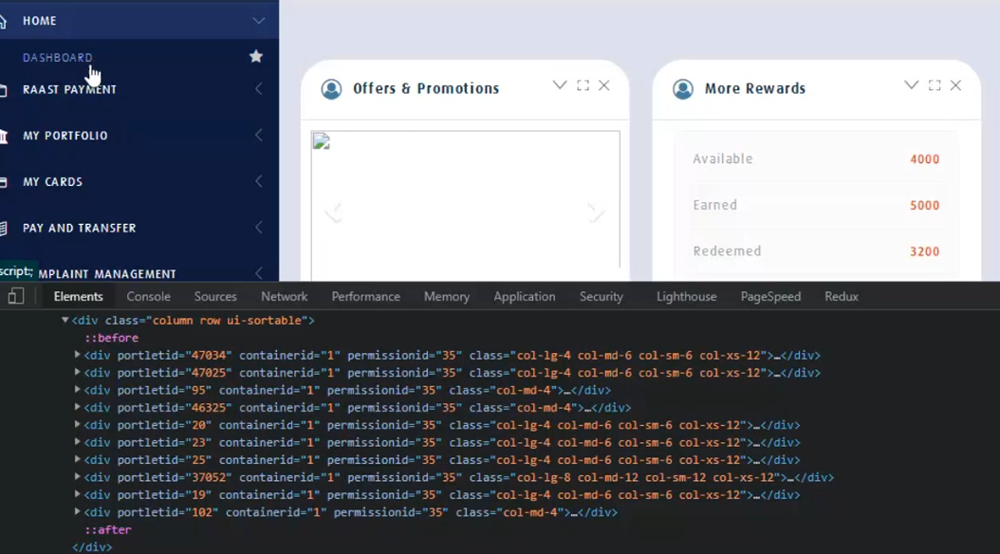 HOME
DASHBOARD
RAAST PAYMENT
MY PORTFOLIO
MY CARDS
PAY AND TRANSFER
script:;
MPLAINT MANAGEMENT
Offers & Promotions
More Rewards
Available 4000
Earned 5000
Redeemed 3200
Elements Console Sources Network Performance Memory Application Security Lighthouse PageSpeed Redux
<div class="column row ui-sortable">
::before
<div portletid="47034" containerid="1" permissionid="35" class="col-lg-4 col-md-6 col-sm-6 col-xs-12">…</div>
<div portletid="47025" containerid="1" permissionid="35" class="col-lg-4 col-md-6 col-sm-6 col-xs-12">…</div>
<div portletid="95" containerid="1" permissionid="35" class="col-md-4">…</div>
<div portletid="46325" containerid="1" permissionid="35" class="col-md-4">…</div>
<div portletid="20" containerid="1" permissionid="35" class="col-lg-4 col-md-6 col-sm-6 col-xs-12">…</div>
<div portletid="23" containerid="1" permissionid="35" class="col-lg-4 col-md-6 col-sm-6 col-xs-12">…</div>
<div portletid="25" containerid="1" permissionid="35" class="col-lg-4 col-md-6 col-sm-6 col-xs-12">…</div>
<div portletid="37052" containerid="1" permissionid="35" class="col-lg-8 col-md-12 col-sm-12 col-xs-12">…</div>
<div portletid="19" containerid="1" permissionid="35" class="col-lg-4 col-md-6 col-sm-6 col-xs-12">…</div>
<div portletid="102" containerid="1" permissionid="35" class="col-md-4">…</div>
::after
</div>